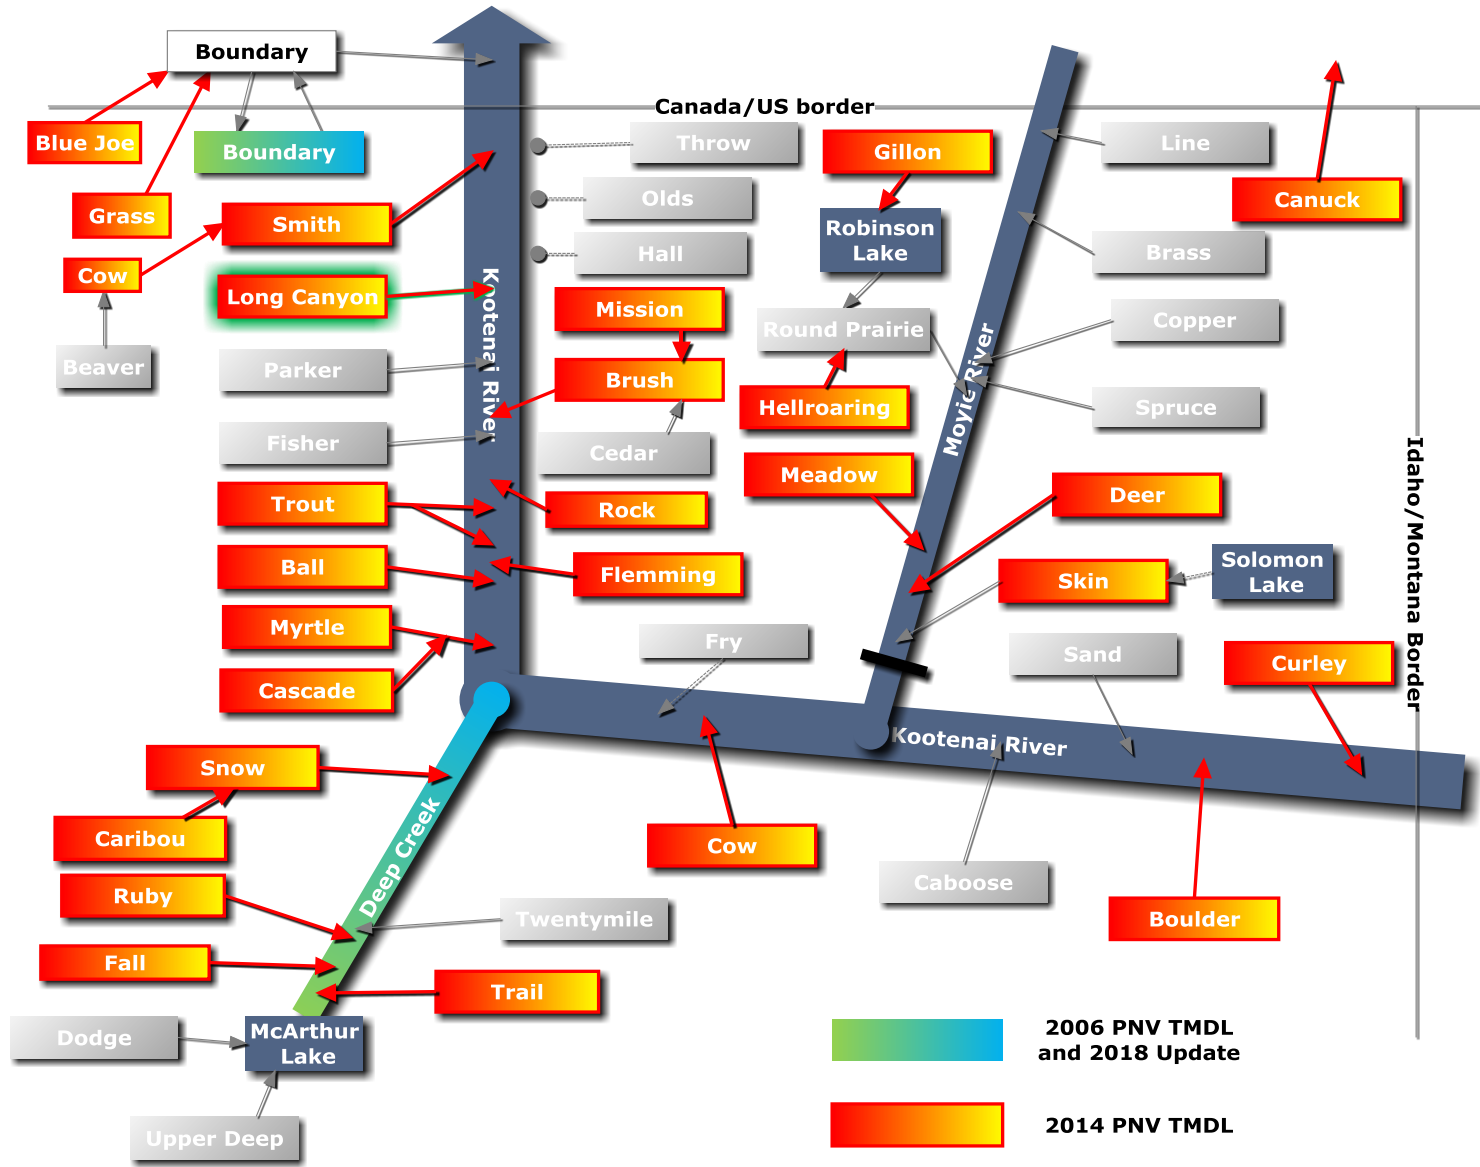 Boundary
Canada/US border
Blue Joe
Boundary
Throw
Gillon
Line
Olds
Canuck
Grass
Smith
Robinson
Lake
Hall
Brass
Cow
Long Canyon
Kootenai River
Mission
Round Prairie
Copper
Beaver
Parker
Brush
Moyie River
Hellroaring
Spruce
Fisher
Cedar
Meadow
Trout
Rock
Deer
Idaho/Montana Border
Ball
Flemming
Skin
Solomon
Lake
Myrtle
Fry
Sand
Curley
Cascade
Kootenai River
Snow
Caribou
Deep Creek
Cow
Ruby
Caboose
Twentymile
Boulder
Fall
Trail
Dodge
McArthur
Lake
2006 PNV TMDL
and 2018 Update
Upper Deep
2014 PNV TMDL